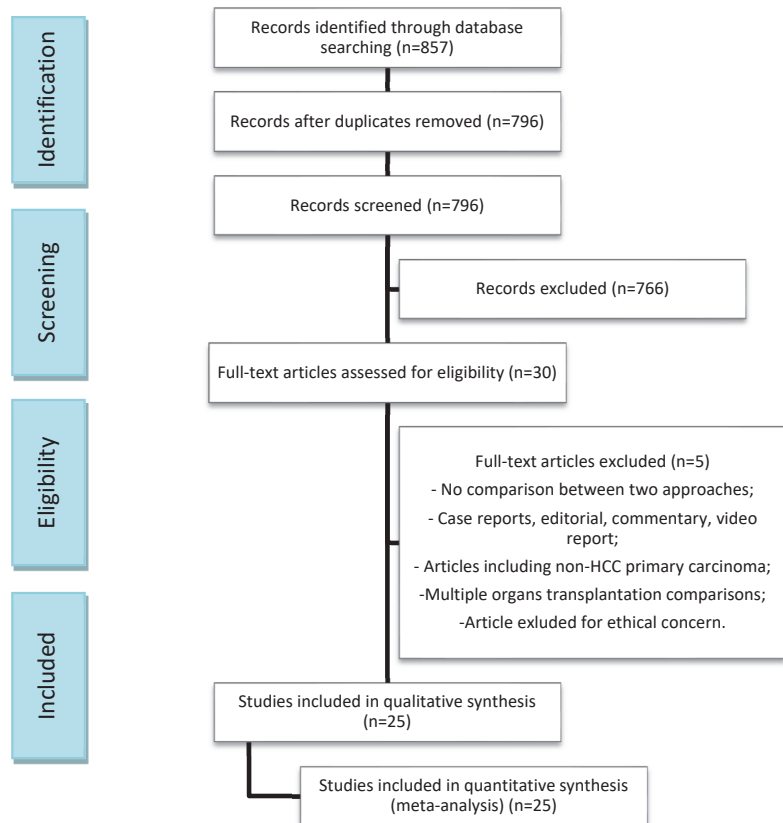 Identification
Screening
Eligibility
Included
Records identified through database
searching (n=857)
Records after duplicates removed (n=796)
Records screened (n=796)
Records excluded (n=766)
Full-text articles assessed for eligibility (n=30)
Full-text articles excluded (n=5)
- No comparison between two approaches;
- Case reports, editorial, commentary, video
report;
- Articles including non-HCC primary carcinoma;
-Multiple organs transplantation comparisons;
-Article exluded for ethical concern.
Studies included in qualitative synthesis
(n=25)
Studies included in quantitative synthesis
(meta-analysis) (n=25)